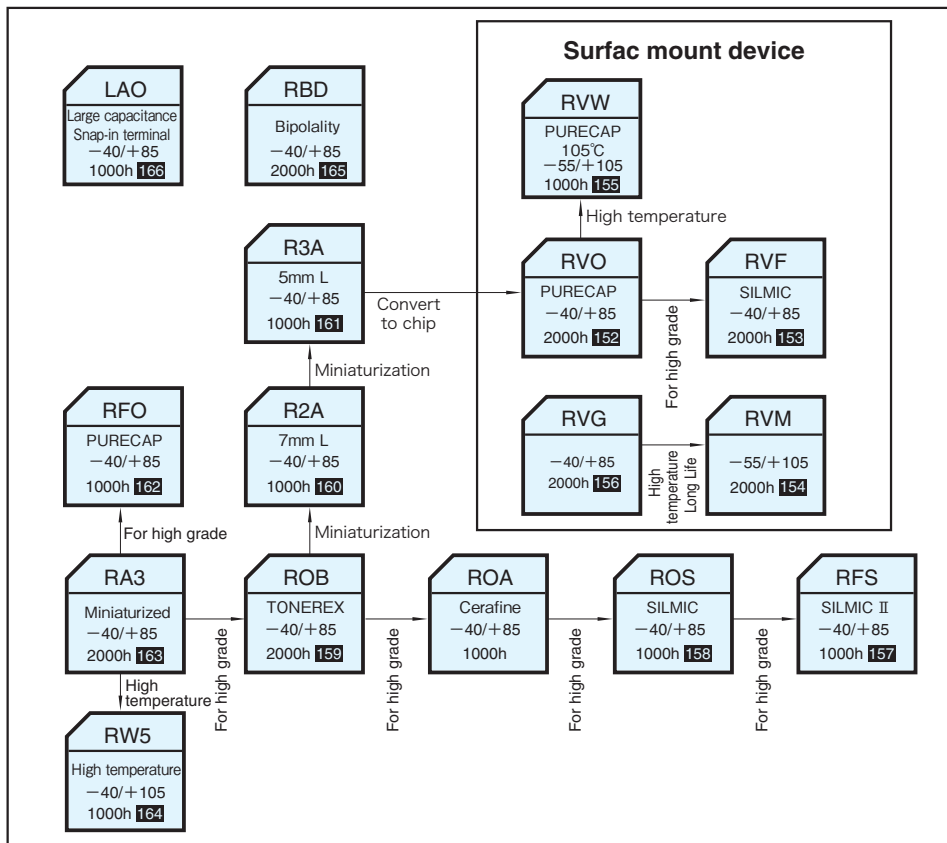 LAO
Large capacitance
Snap-in terminal
−40/+85
1000h 166
RBD
Bipolality
−40/+85
2000h 165
Surfac mount device
RVW
PURECAP
105℃
−55/+105
1000h 155
High temperature
R3A
5mm L
−40/+85
1000h 161
Convert
to chip
RVO
PURECAP
−40/+85
2000h 152
For high grade
RVF
SILMIC
−40/+85
2000h 153
Miniaturization
RFO
PURECAP
−40/+85
1000h 162
R2A
7mm L
−40/+85
1000h 160
RVG
−40/+85
2000h 156
High
temperature
Long Life
RVM
−55/+105
2000h 154
For high grade
Miniaturization
RA3
Miniaturized
−40/+85
2000h 163
For high grade
ROB
TONEREX
−40/+85
2000h 159
For high grade
ROA
Cerafine
−40/+85
1000h
For high grade
ROS
SILMIC
−40/+85
1000h 158
For high grade
RFS
SILMIC II
−40/+85
1000h 157
High
temperature
RW5
High temperature
−40/+105
1000h 164